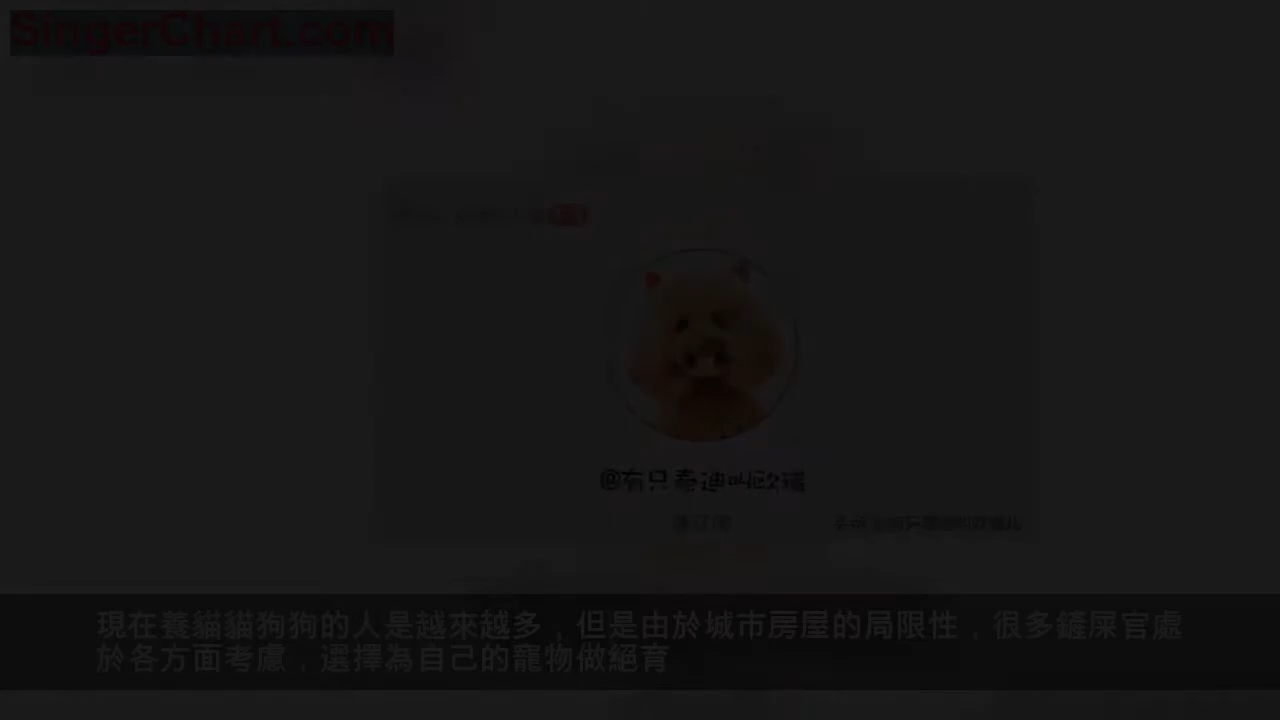 SingerChart.com
@有只泰迪叫欧福
現在養貓貓狗狗的人是越來越多，但是由於城市房屋的局限性，很多鏟屎官處
於各方面考慮，選擇為自己的寵物做絕育